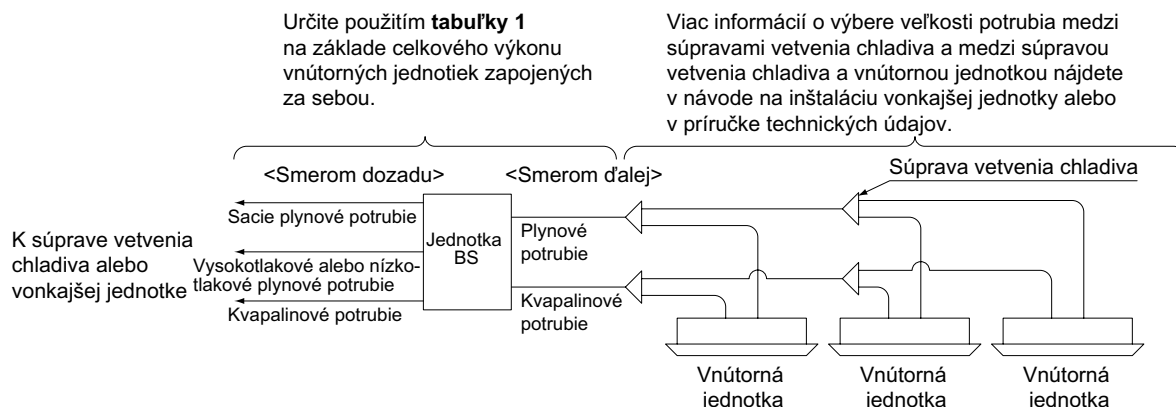 Určite použitím tabuľky 1
na základe celkového výkonu
vnútorných jednotiek zapojených
za sebou.
Viac informácií o výbere veľkosti potrubia medzi
súpravami vetvenia chladiva a medzi súpravou
vetvenia chladiva a vnútornou jednotkou nájdete
v návode na inštaláciu vonkajšej jednotky alebo
v príručke technických údajov.
<Smerom dozadu>
<Smerom ďalej>
Súprava vetvenia chladiva
K súprave vetvenia
chladiva alebo
vonkajšej jednotke
Sacie plynové potrubie
Vysokotlakové alebo nízko-
tlakové plynové potrubie
Kvapalinové potrubie
Jednotka
BS
Plynové
potrubie
Kvapalinové
potrubie
Vnútorná
jednotka
Vnútorná
jednotka
Vnútorná
jednotka